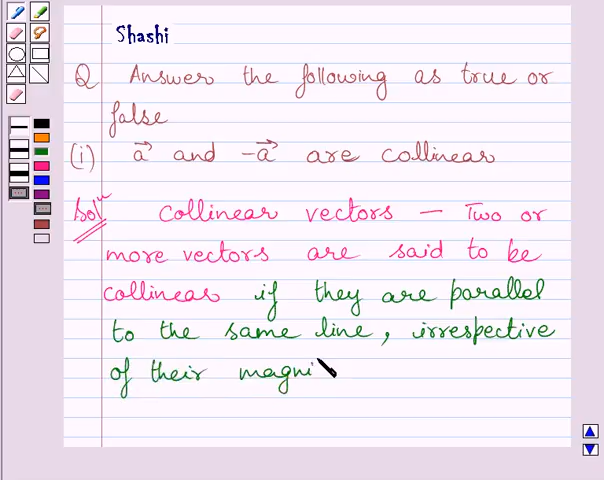 Shashi
Q Answer the following as true or
false
(i) a⃗ and -a⃗ are collinear
Solⁿ Collinear vectors – Two or
more vectors are said to be
collinear if they are parallel
to the same line, irrespective
of their magni